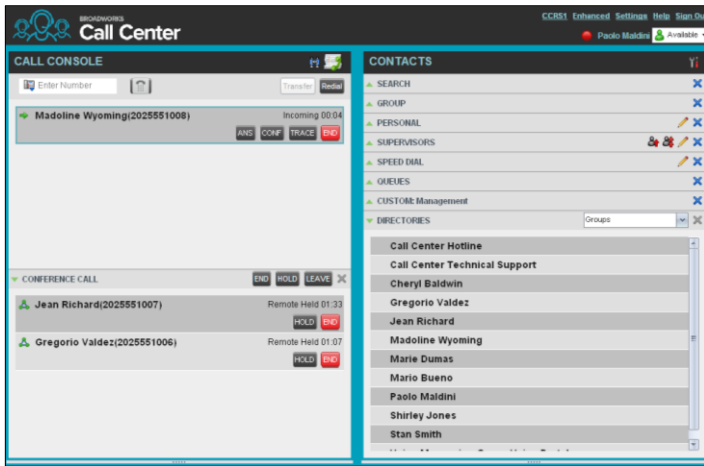 BROADWORKS
Call Center
CCRS1 Enhanced Settings Help Sign Ou
Paolo Maldini Available
CALL CONSOLE
Enter Number Transfer Redial
Madoline Wyoming(2025551008) Incoming 00:04
ANS CONF TRACE END
CONFERENCE CALL END HOLD LEAVE
Jean Richard(2025551007) Remote Held 01:33
HOLD END
Gregorio Valdez(2025551006) Remote Held 01:07
HOLD END
CONTACTS
SEARCH
GROUP
PERSONAL
SUPERVISORS
SPEED DIAL
QUEUES
CUSTOM: Management
DIRECTORIES Groups
Call Center Hotline
Call Center Technical Support
Cheryl Baldwin
Gregorio Valdez
Jean Richard
Madoline Wyoming
Marie Dumas
Mario Bueno
Paolo Maldini
Shirley Jones
Stan Smith